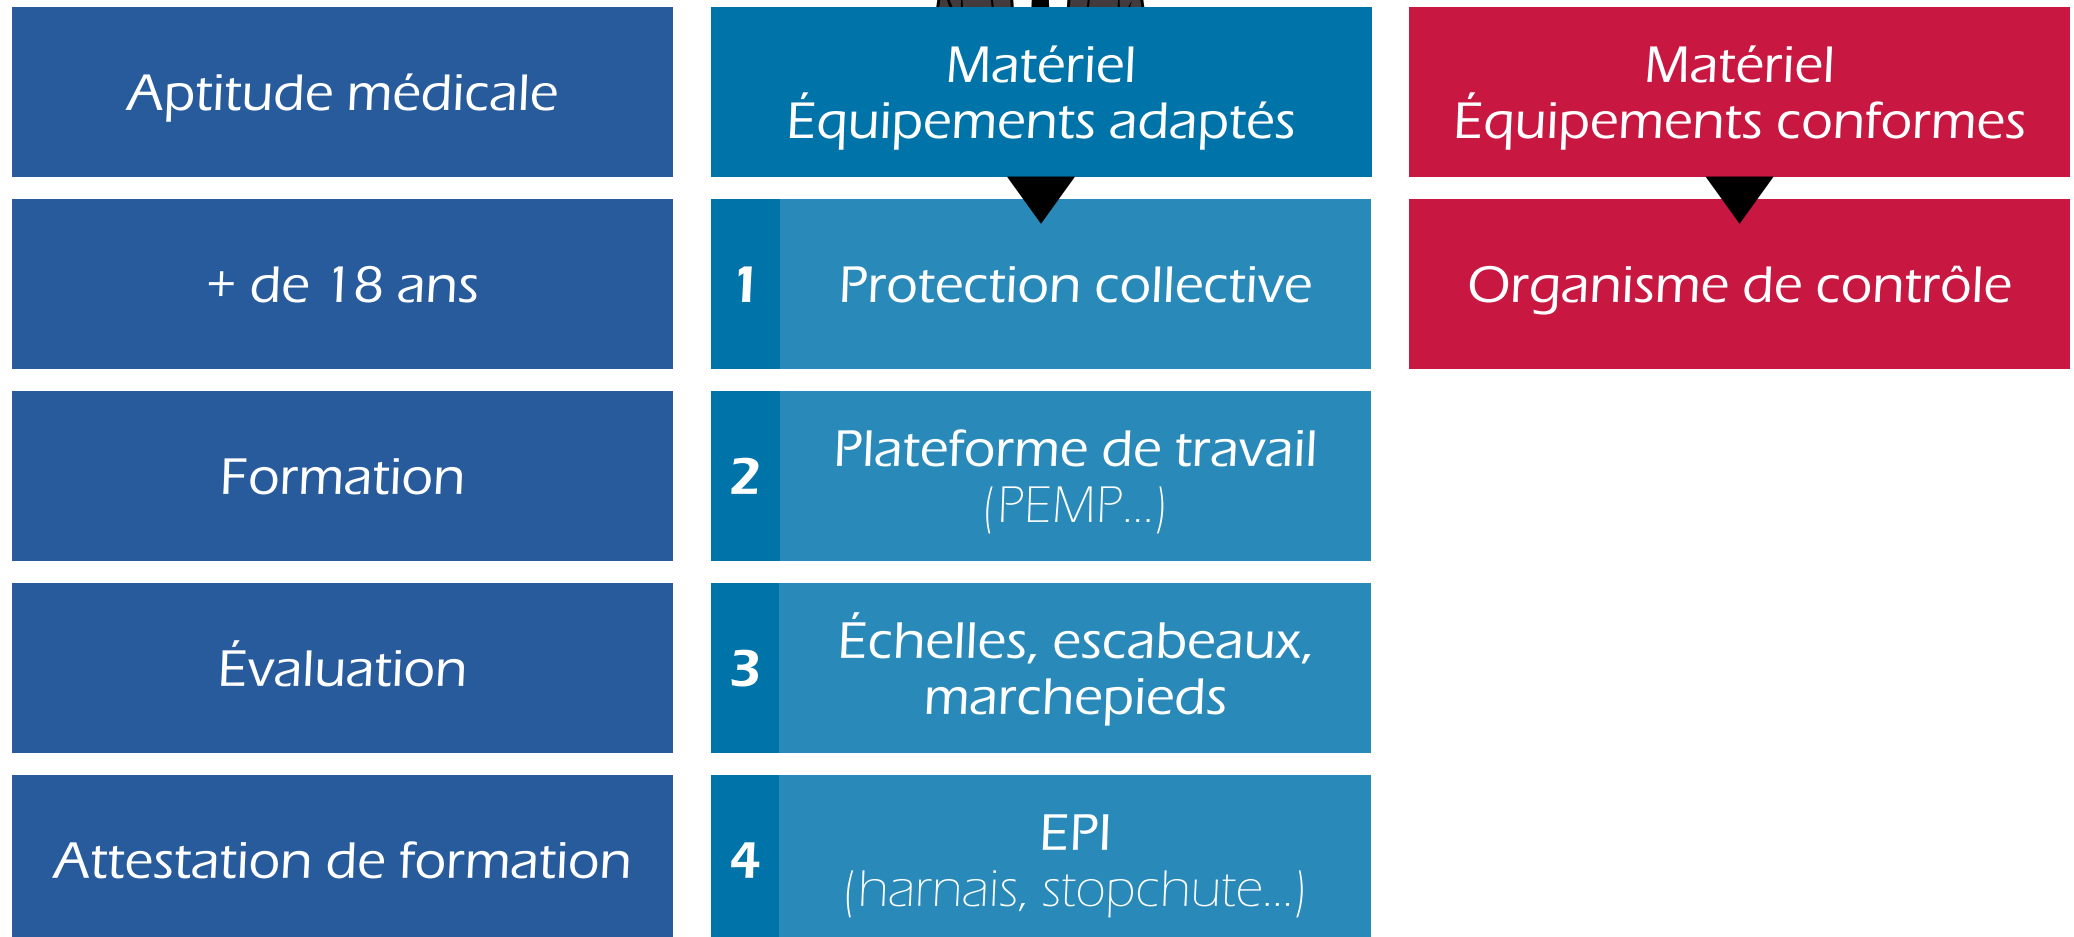 Aptitude médicale
+ de 18 ans
Formation
Évaluation
Attestation de formation
Matériel
Équipements adaptés
1
Protection collective
2
Plateforme de travail
(PEMP...)
3
Échelles, escabeaux,
marchepieds
4
EPI
(harnais, stopchute...)
Matériel
Équipements conformes
Organisme de contrôle